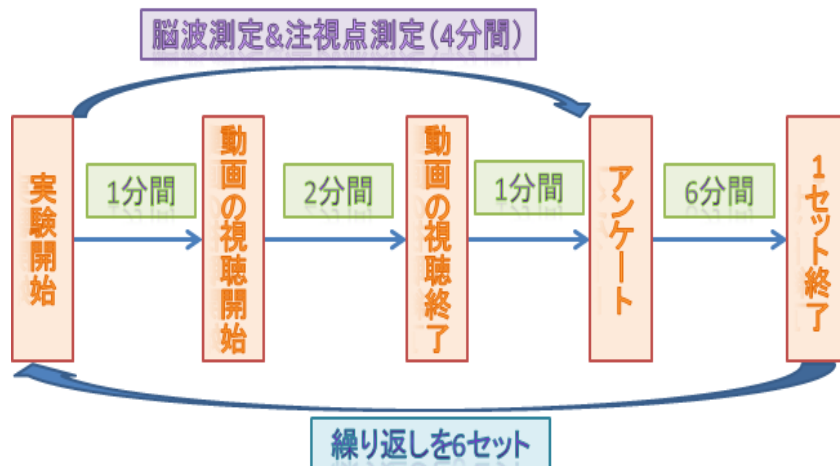 脳波測定&注視点測定(4分間)
実験開始
1分間
動画の視聴開始
2分間
動画の視聴終了
1分間
アンケート
6分間
1セット終了
繰り返しを6セット